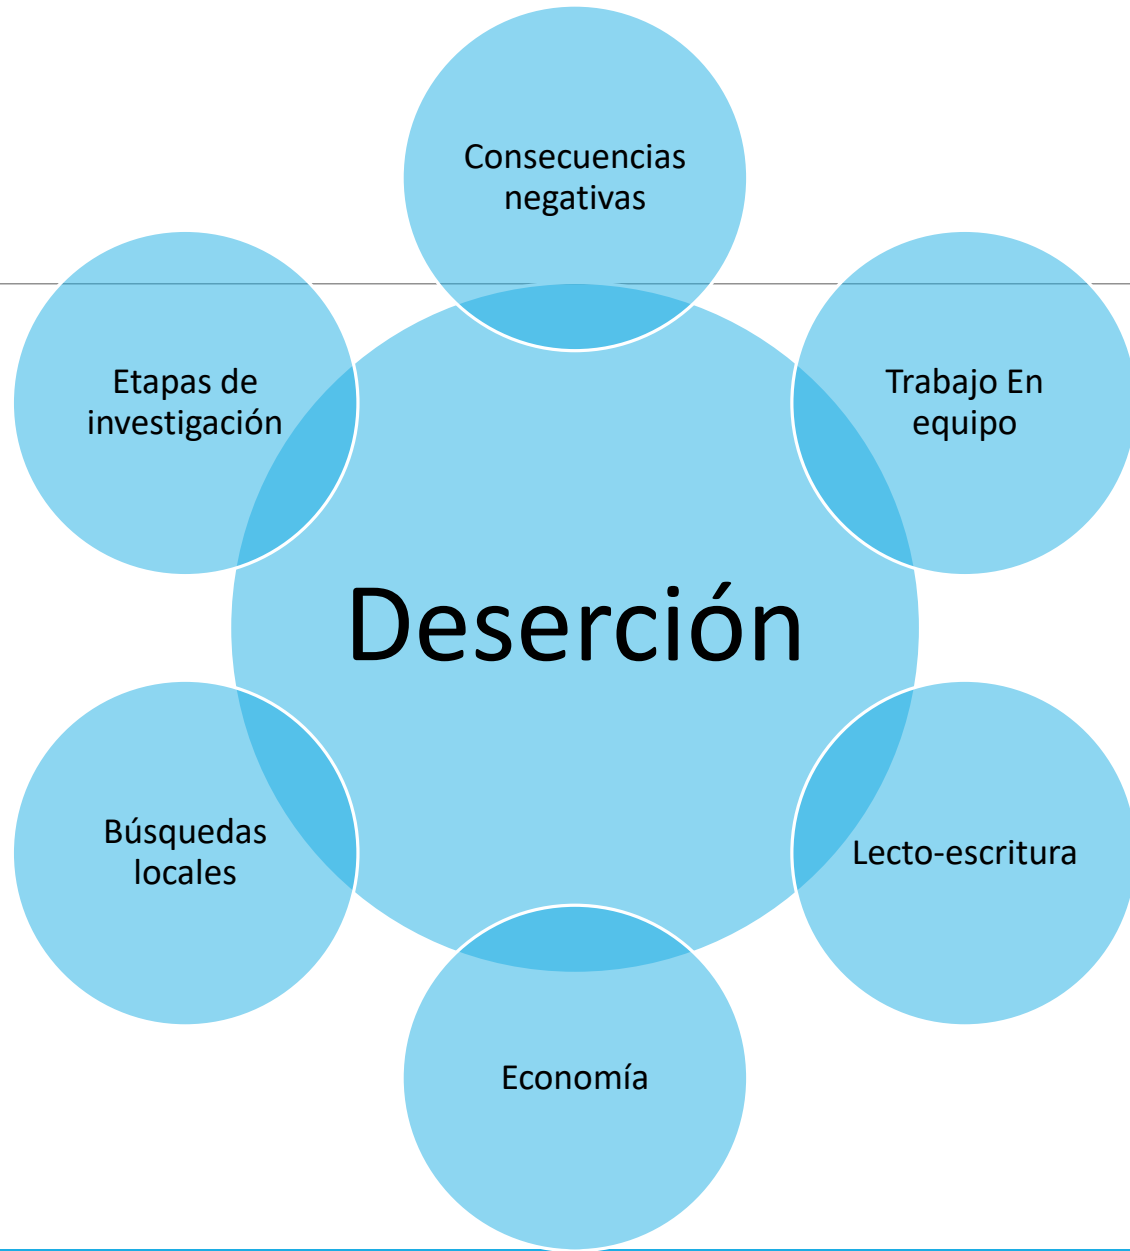 Consecuencias
negativas
Etapas de
investigación
Trabajo En
equipo
Deserción
Búsquedas
locales
Lecto-escritura
Economía